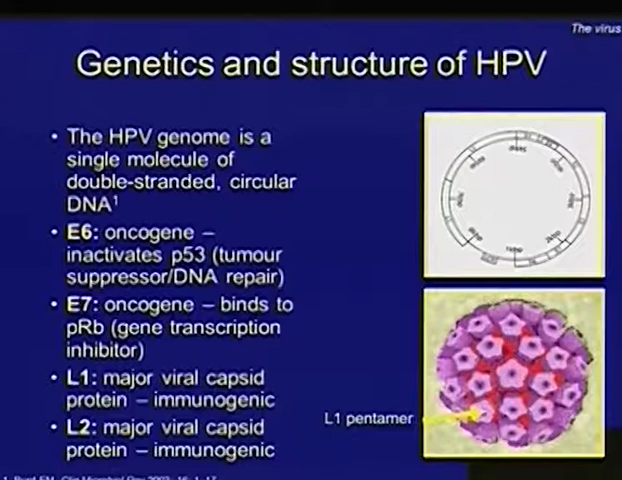 The virus
Genetics and structure of HPV
• The HPV genome is a
single molecule of
double-stranded, circular
DNA¹
• E6: oncogene –
inactivates p53 (tumour
suppressor/DNA repair)
• E7: oncogene – binds to
pRb (gene transcription
inhibitor)
• L1: major viral capsid
protein – immunogenic
• L2: major viral capsid
protein – immunogenic
L1 pentamer